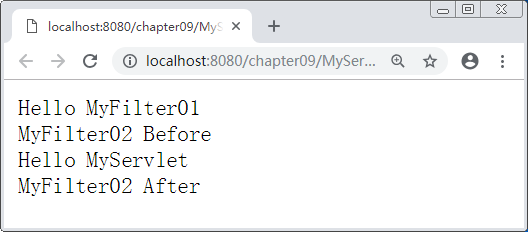 localhost:8080/chapter09/MyS
localhost:8080/chapter09/MySer...
Hello MyFilter01
MyFilter02 Before
Hello MyServlet
MyFilter02 After